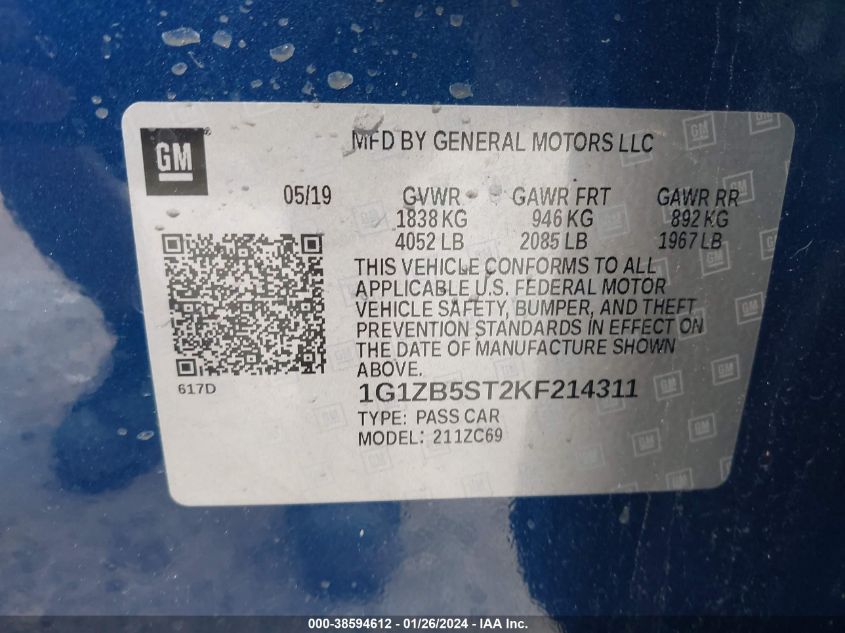 GM
®
MFD BY GENERAL MOTORS LLC
05/19
GVWR GAWR FRT GAWR RR
1838 KG 946 KG 892 KG
4052 LB 2085 LB 1967 LB
THIS VEHICLE CONFORMS TO ALL
APPLICABLE U.S. FEDERAL MOTOR
VEHICLE SAFETY, BUMPER, AND THEFT
PREVENTION STANDARDS IN EFFECT ON
THE DATE OF MANUFACTURE SHOWN
ABOVE.
617D
1G1ZB5ST2KF214311
TYPE: PASS CAR
MODEL: 211ZC69
000-38594612 - 01/26/2024 - IAA Inc.